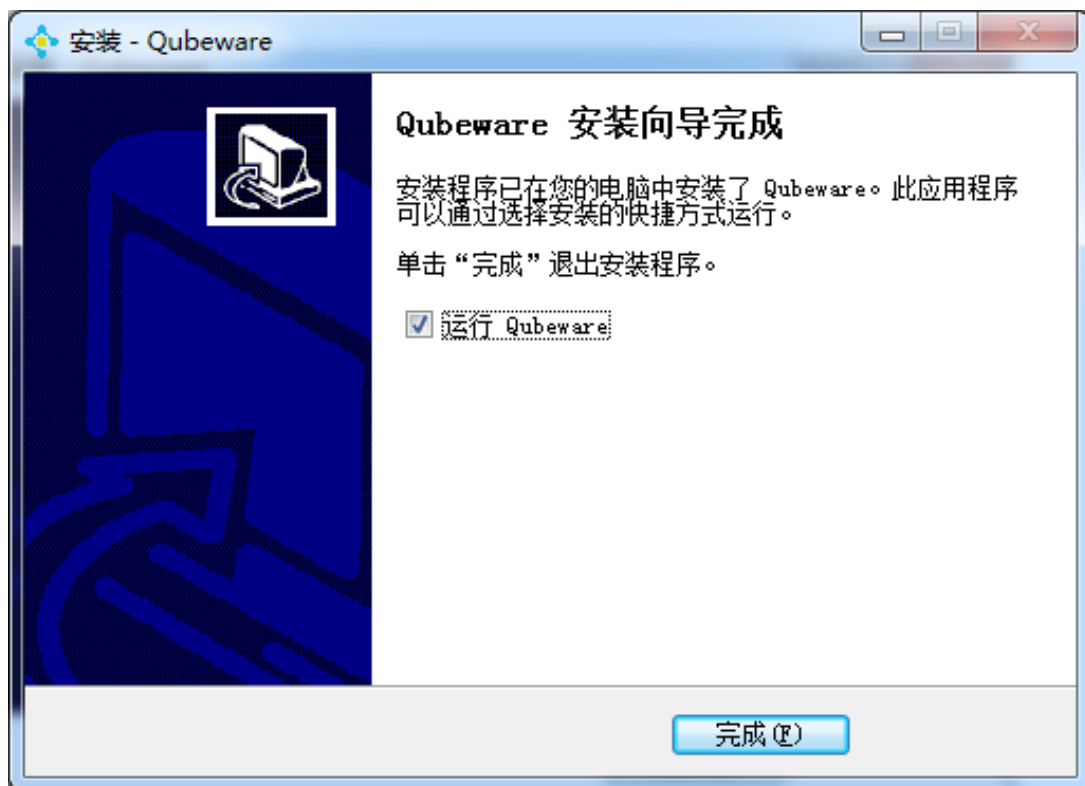 安装 - Qubeware
Qubeware 安装向导完成
安装程序已在您的电脑中安装了 Qubeware。此应用程序
可以通过选择安装的快捷方式运行。
单击“完成”退出安装程序。
运行 Qubeware
完成(F)